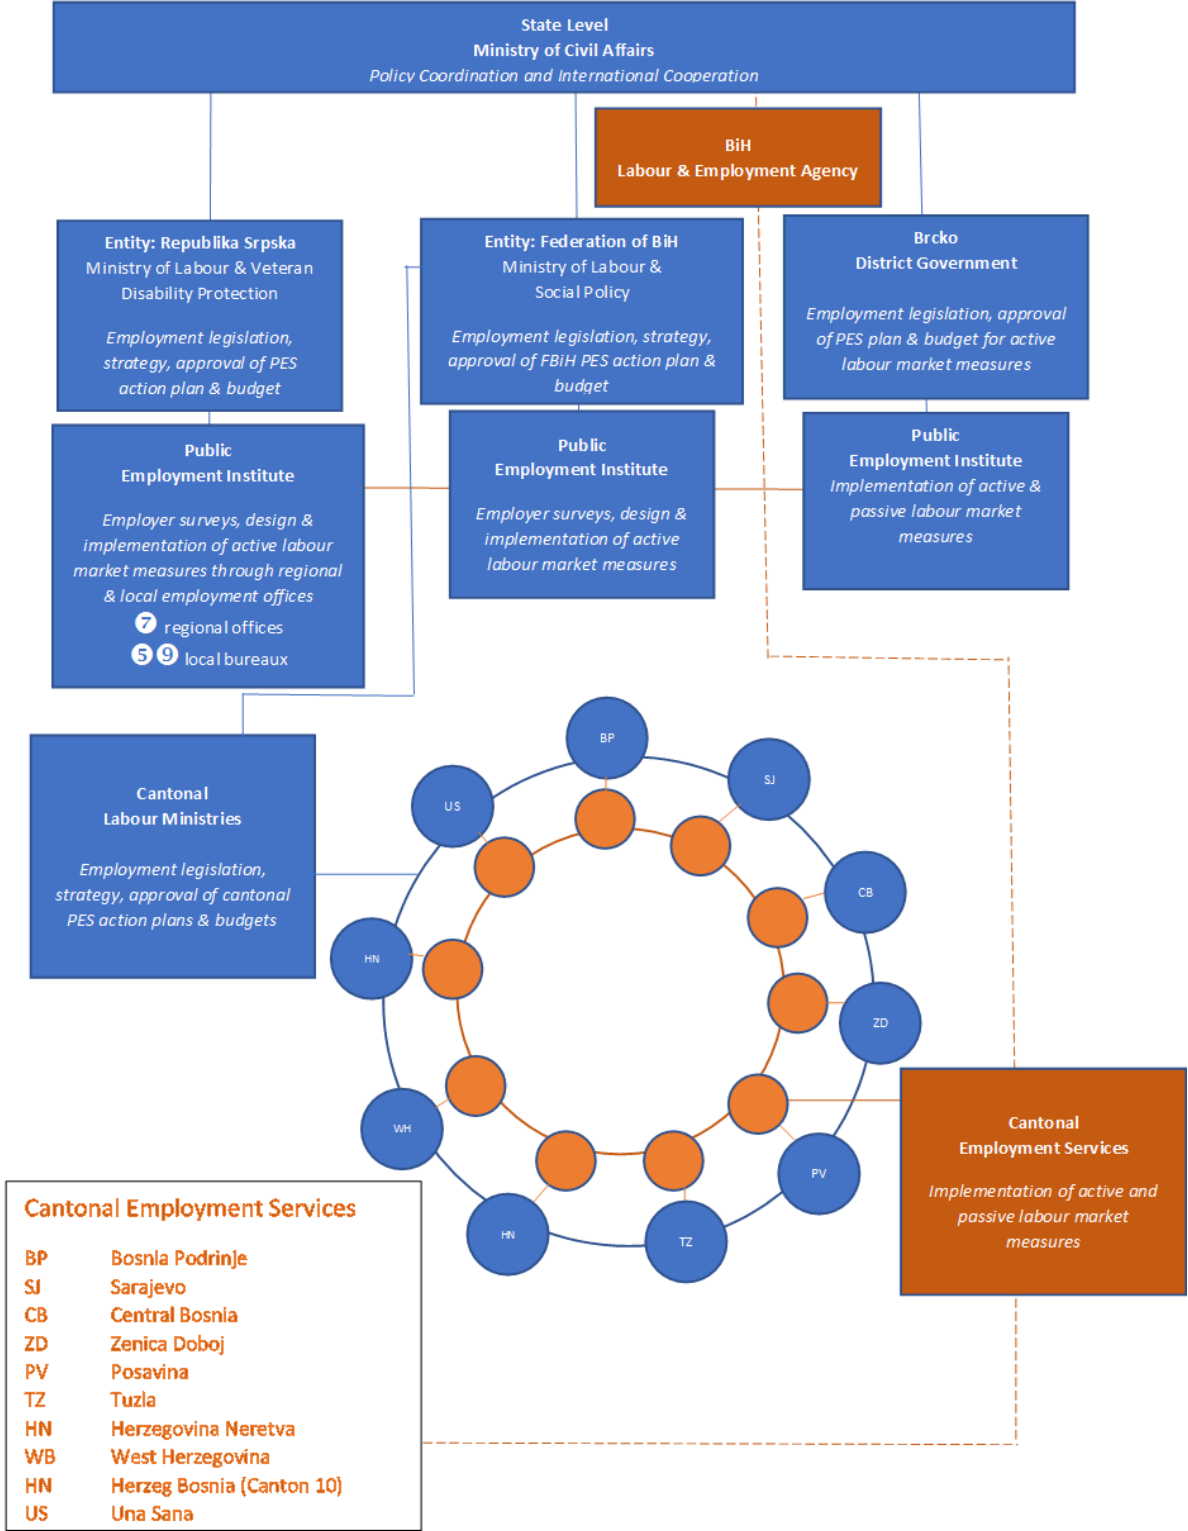 State Level
Ministry of Civil Affairs
Policy Coordination and International Cooperation
BiH
Labour & Employment Agency
Entity: Republika Srpska
Ministry of Labour & Veteran
Disability Protection
Employment legislation,
strategy, approval of PES
action plan & budget
Entity: Federation of BiH
Ministry of Labour &
Social Policy
Employment legislation, strategy,
approval of FBiH PES action plan &
budget
Brcko
District Government
Employment legislation, approval
of PES plan & budget for active
labour market measures
Public
Employment Institute
Employer surveys, design &
implementation of active labour
market measures through regional
& local employment offices
7 regional offices
5 9 local bureaux
Public
Employment Institute
Employer surveys, design &
implementation of active
labour market measures
Public
Employment Institute
Implementation of active &
passive labour market
measures
Cantonal
Labour Ministries
Employment legislation,
strategy, approval of cantonal
PES action plans & budgets
BP
SJ
CB
ZD
PV
TZ
HN
WH
HN
US
Cantonal
Employment Services
Implementation of active and
passive labour market
measures
Cantonal Employment Services
BP Bosnia Podrinje
SJ Sarajevo
CB Central Bosnia
ZD Zenica Doboj
PV Posavina
TZ Tuzla
HN Herzegovina Neretva
WB West Herzegovina
HN Herzeg Bosnia (Canton 10)
US Una Sana